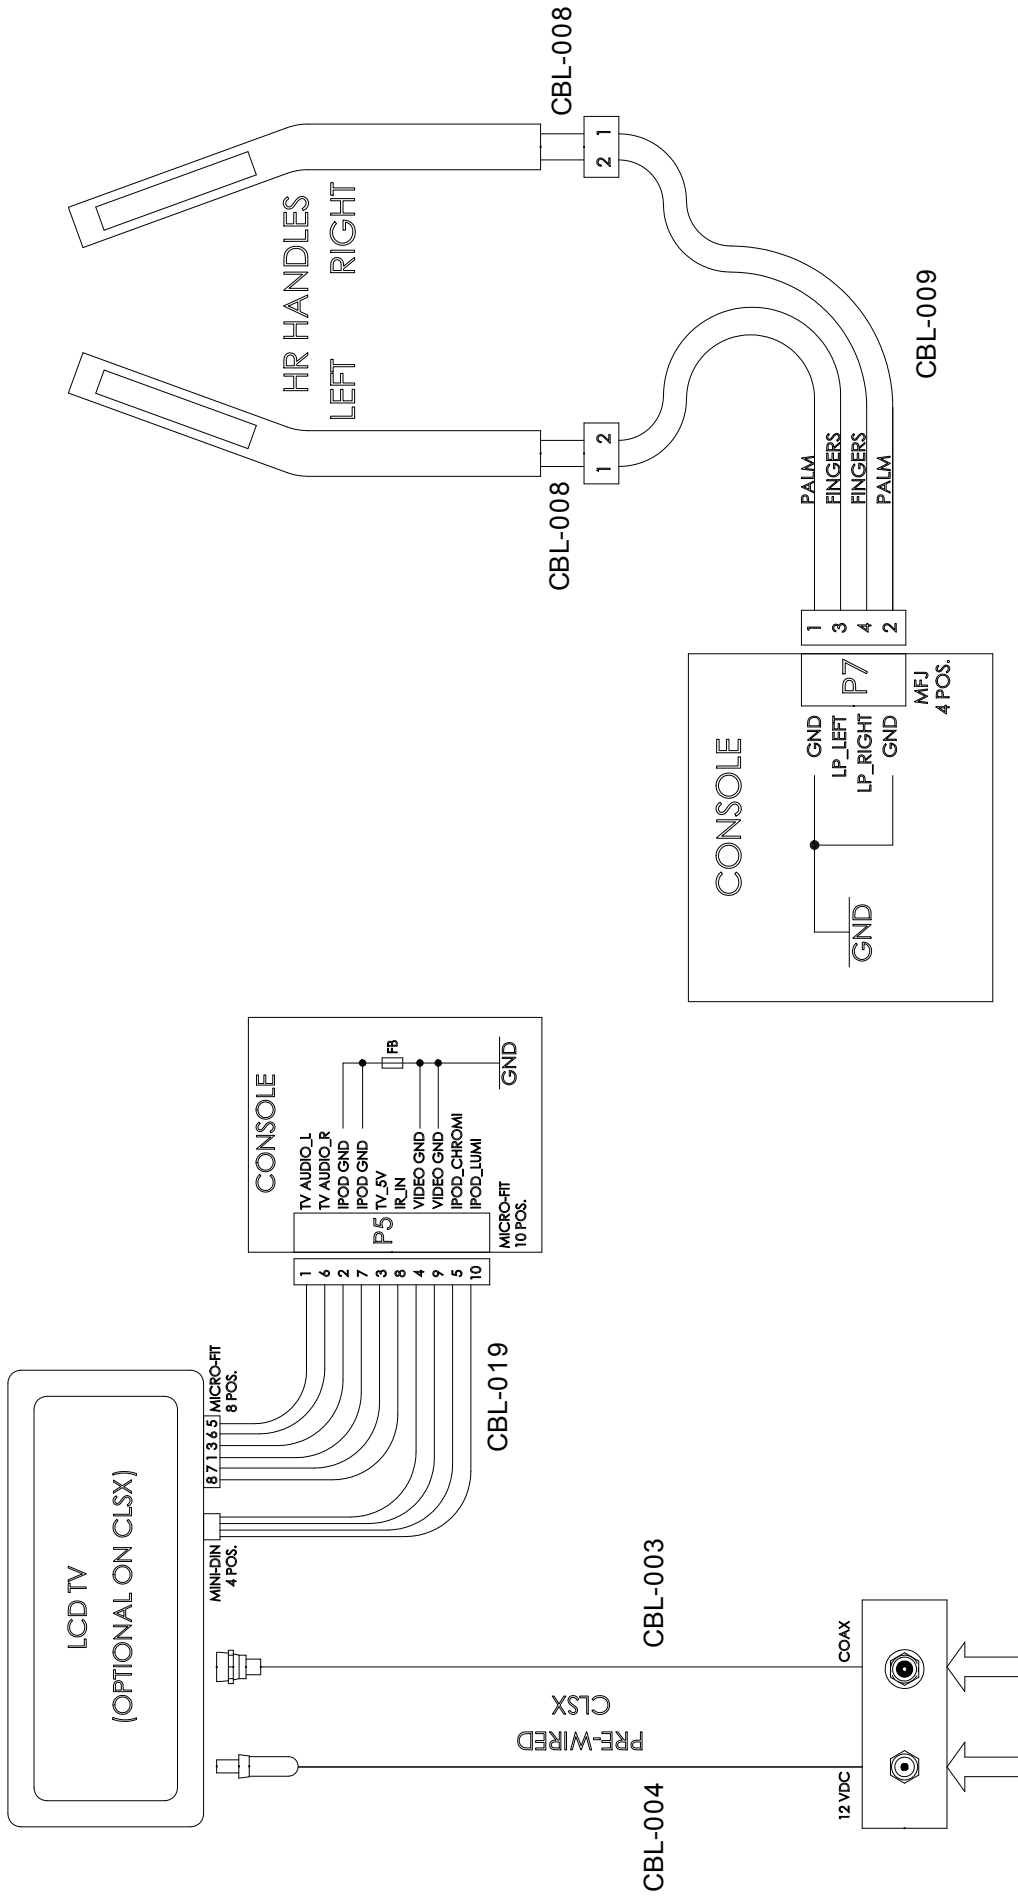 LCD TV
(OPTIONAL ON CLSX)
MINI-DIN
4 POS.
8 7 1 3 6 5
MICRO-FIT
8 POS.
CBL-019
CONSOLE
1
6
2
7
3
8
4
9
5
10
P5
TV AUDIO_L
TV AUDIO_R
IPOD GND
IPOD GND
TV_5V
IR_IN
VIDEO GND
VIDEO GND
IPOD_CHROMI
IPOD_LUMI
MICRO-FIT
10 POS.
FB
GND
CBL-004
CBL-003
PRE-WIRED
CLSX
12 VDC
COAX
HR HANDLES
LEFT
RIGHT
CBL-008
CBL-008
1 2
2 1
CBL-009
PALM
FINGERS
FINGERS
PALM
1
3
4
2
P7
MFJ
4 POS.
CONSOLE
GND
LP_LEFT
LP_RIGHT
GND
GND